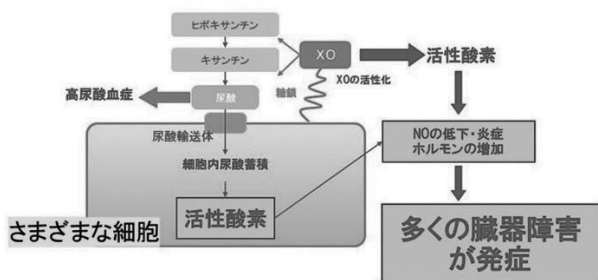 ヒポキサンチン
キサンチン
XO
活性酸素
XOの活性化
糖鎖
高尿酸血症
尿酸
尿酸輸送体
細胞内尿酸蓄積
活性酸素
さまざまな細胞
NOの低下・炎症
ホルモンの増加
多くの臓器障害
が発症